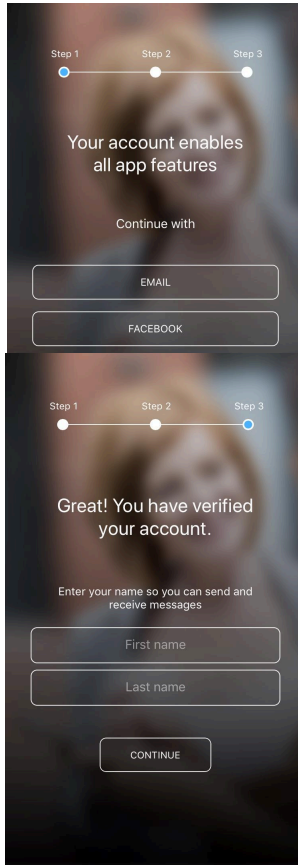 Step 1 Step 2 Step 3
Your account enables
all app features
Continue with
EMAIL
FACEBOOK
Step 1 Step 2 Step 3
Great! You have verified
your account.
Enter your name so you can send and
receive messages
First name
Last name
CONTINUE